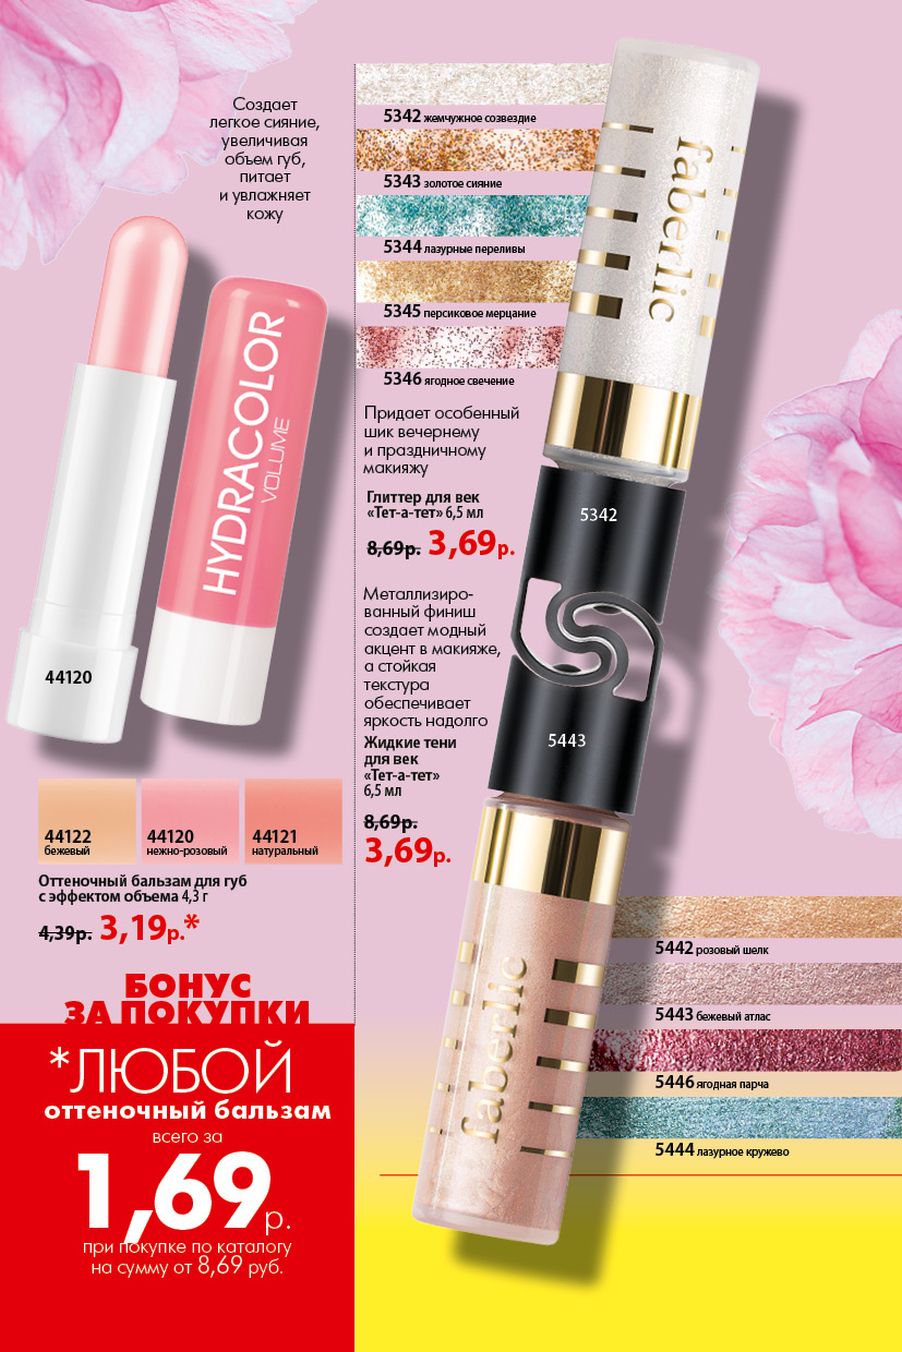 Создает
легкое сияние,
увеличивая
объем губ,
питает
и увлажняет
кожу
HYDRACOLOR
VOLUME
44120
44122
бежевый
44120
нежно-розовый
44121
натуральный
Оттеночный бальзам для губ
с эффектом объема 4,3 г
4,39р. 3,19р.*
БОНУС
ЗА ПОКУПКИ
*ЛЮБОЙ
оттеночный бальзам
всего за
1,69р.
при покупке по каталогу
на сумму от 8,69 руб.
5342 жемчужное созвездие
5343 золотое сияние
5344 лазурные переливы
5345 персиковое мерцание
5346 ягодное свечение
Придает особенный
шик вечернему
и праздничному
макияжу
Глиттер для век
«Тет-а-тет» 6,5 мл
8,69р. 3,69р.
Металлизиро-
ванный финиш
создает модный
акцент в макияже,
а стойкая
текстура
обеспечивает
яркость надолго
Жидкие тени
для век
«Тет-а-тет»
6,5 мл
8,69р.
3,69р.
faberlic
5342
5443
faberlic
5442 розовый шелк
5443 бежевый атлас
5446 ягодная парча
5444 лазурное кружево